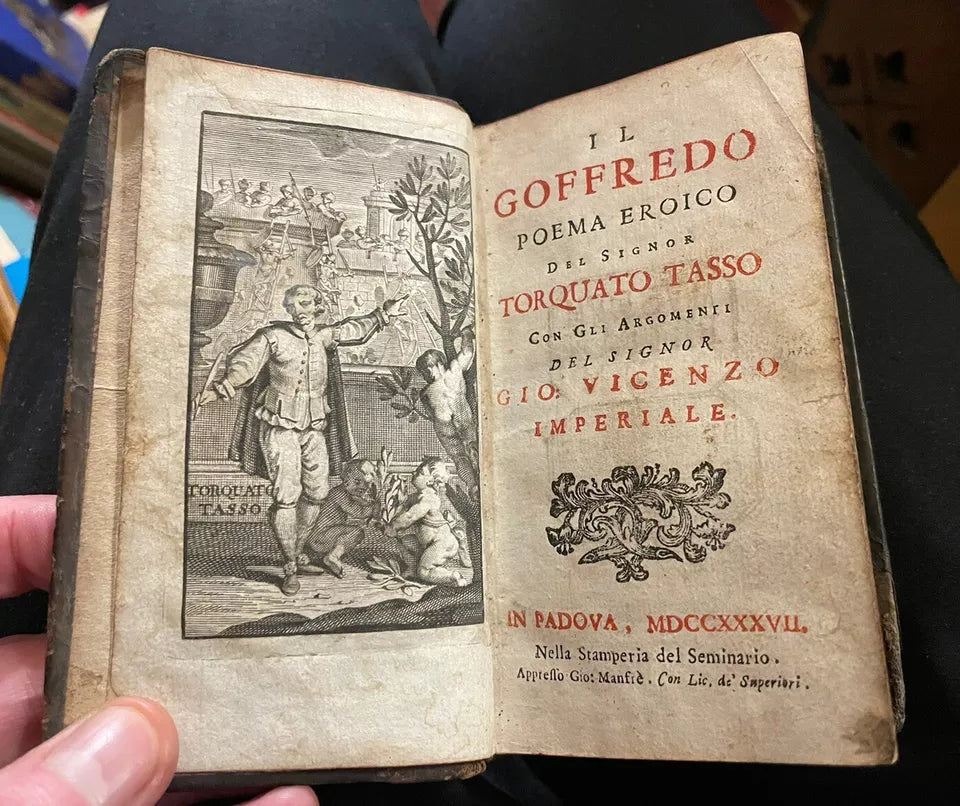 TORQUATO
TASSO
IL
GOFFREDO
POEMA EROICO
DEL SIGNOR
TORQUATO TASSO
CON GLI ARGOMENTI
DEL SIGNOR
GIO: VICENZO
IMPERIALE.
IN PADOVA, MDCCXXXVII.
Nella Stamperia del Seminario.
Appreſſo Gio: Manfrè. Con Lic. de' Superiori.